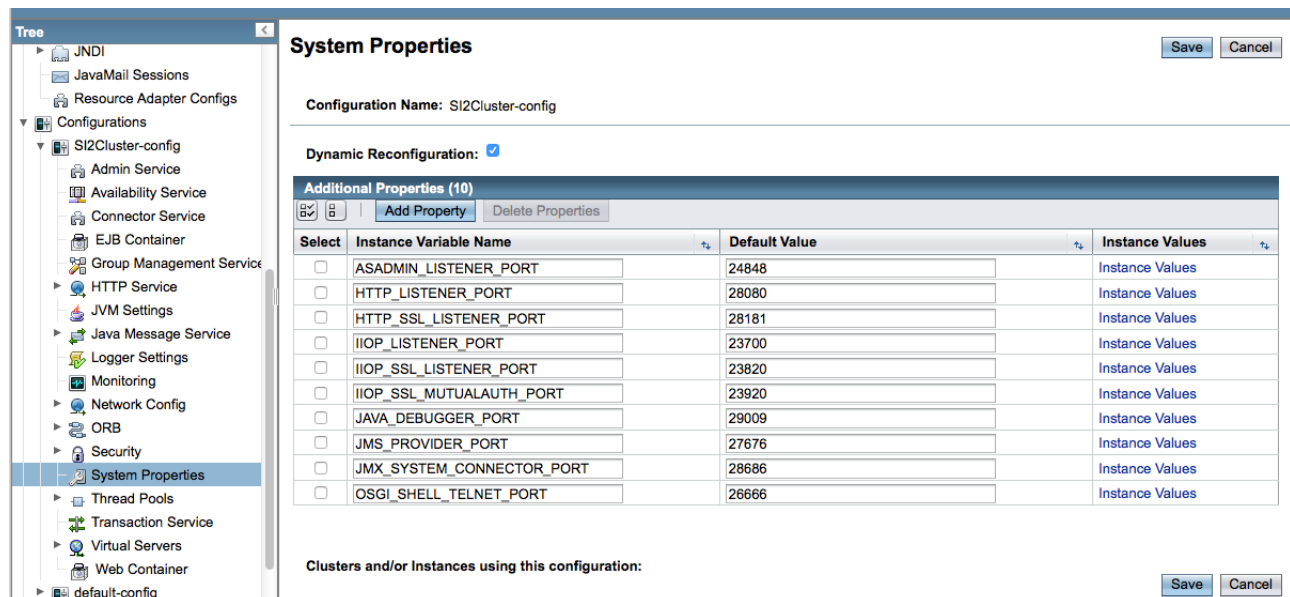 Tree
JNDI
JavaMail Sessions
Resource Adapter Configs
Configurations
SI2Cluster-config
Admin Service
Availability Service
Connector Service
EJB Container
Group Management Service
HTTP Service
JVM Settings
Java Message Service
Logger Settings
Monitoring
Network Config
ORB
Security
System Properties
Thread Pools
Transaction Service
Virtual Servers
Web Container
default-config
System Properties
Save Cancel
Configuration Name: SI2Cluster-config
Dynamic Reconfiguration:
Additional Properties (10)
Add Property Delete Properties
Select Instance Variable Name Default Value Instance Values
ASADMIN_LISTENER_PORT 24848 Instance Values
HTTP_LISTENER_PORT 28080 Instance Values
HTTP_SSL_LISTENER_PORT 28181 Instance Values
IIOP_LISTENER_PORT 23700 Instance Values
IIOP_SSL_LISTENER_PORT 23820 Instance Values
IIOP_SSL_MUTUALAUTH_PORT 23920 Instance Values
JAVA_DEBUGGER_PORT 29009 Instance Values
JMS_PROVIDER_PORT 27676 Instance Values
JMX_SYSTEM_CONNECTOR_PORT 28686 Instance Values
OSGI_SHELL_TELNET_PORT 26666 Instance Values
Clusters and/or Instances using this configuration:
Save Cancel